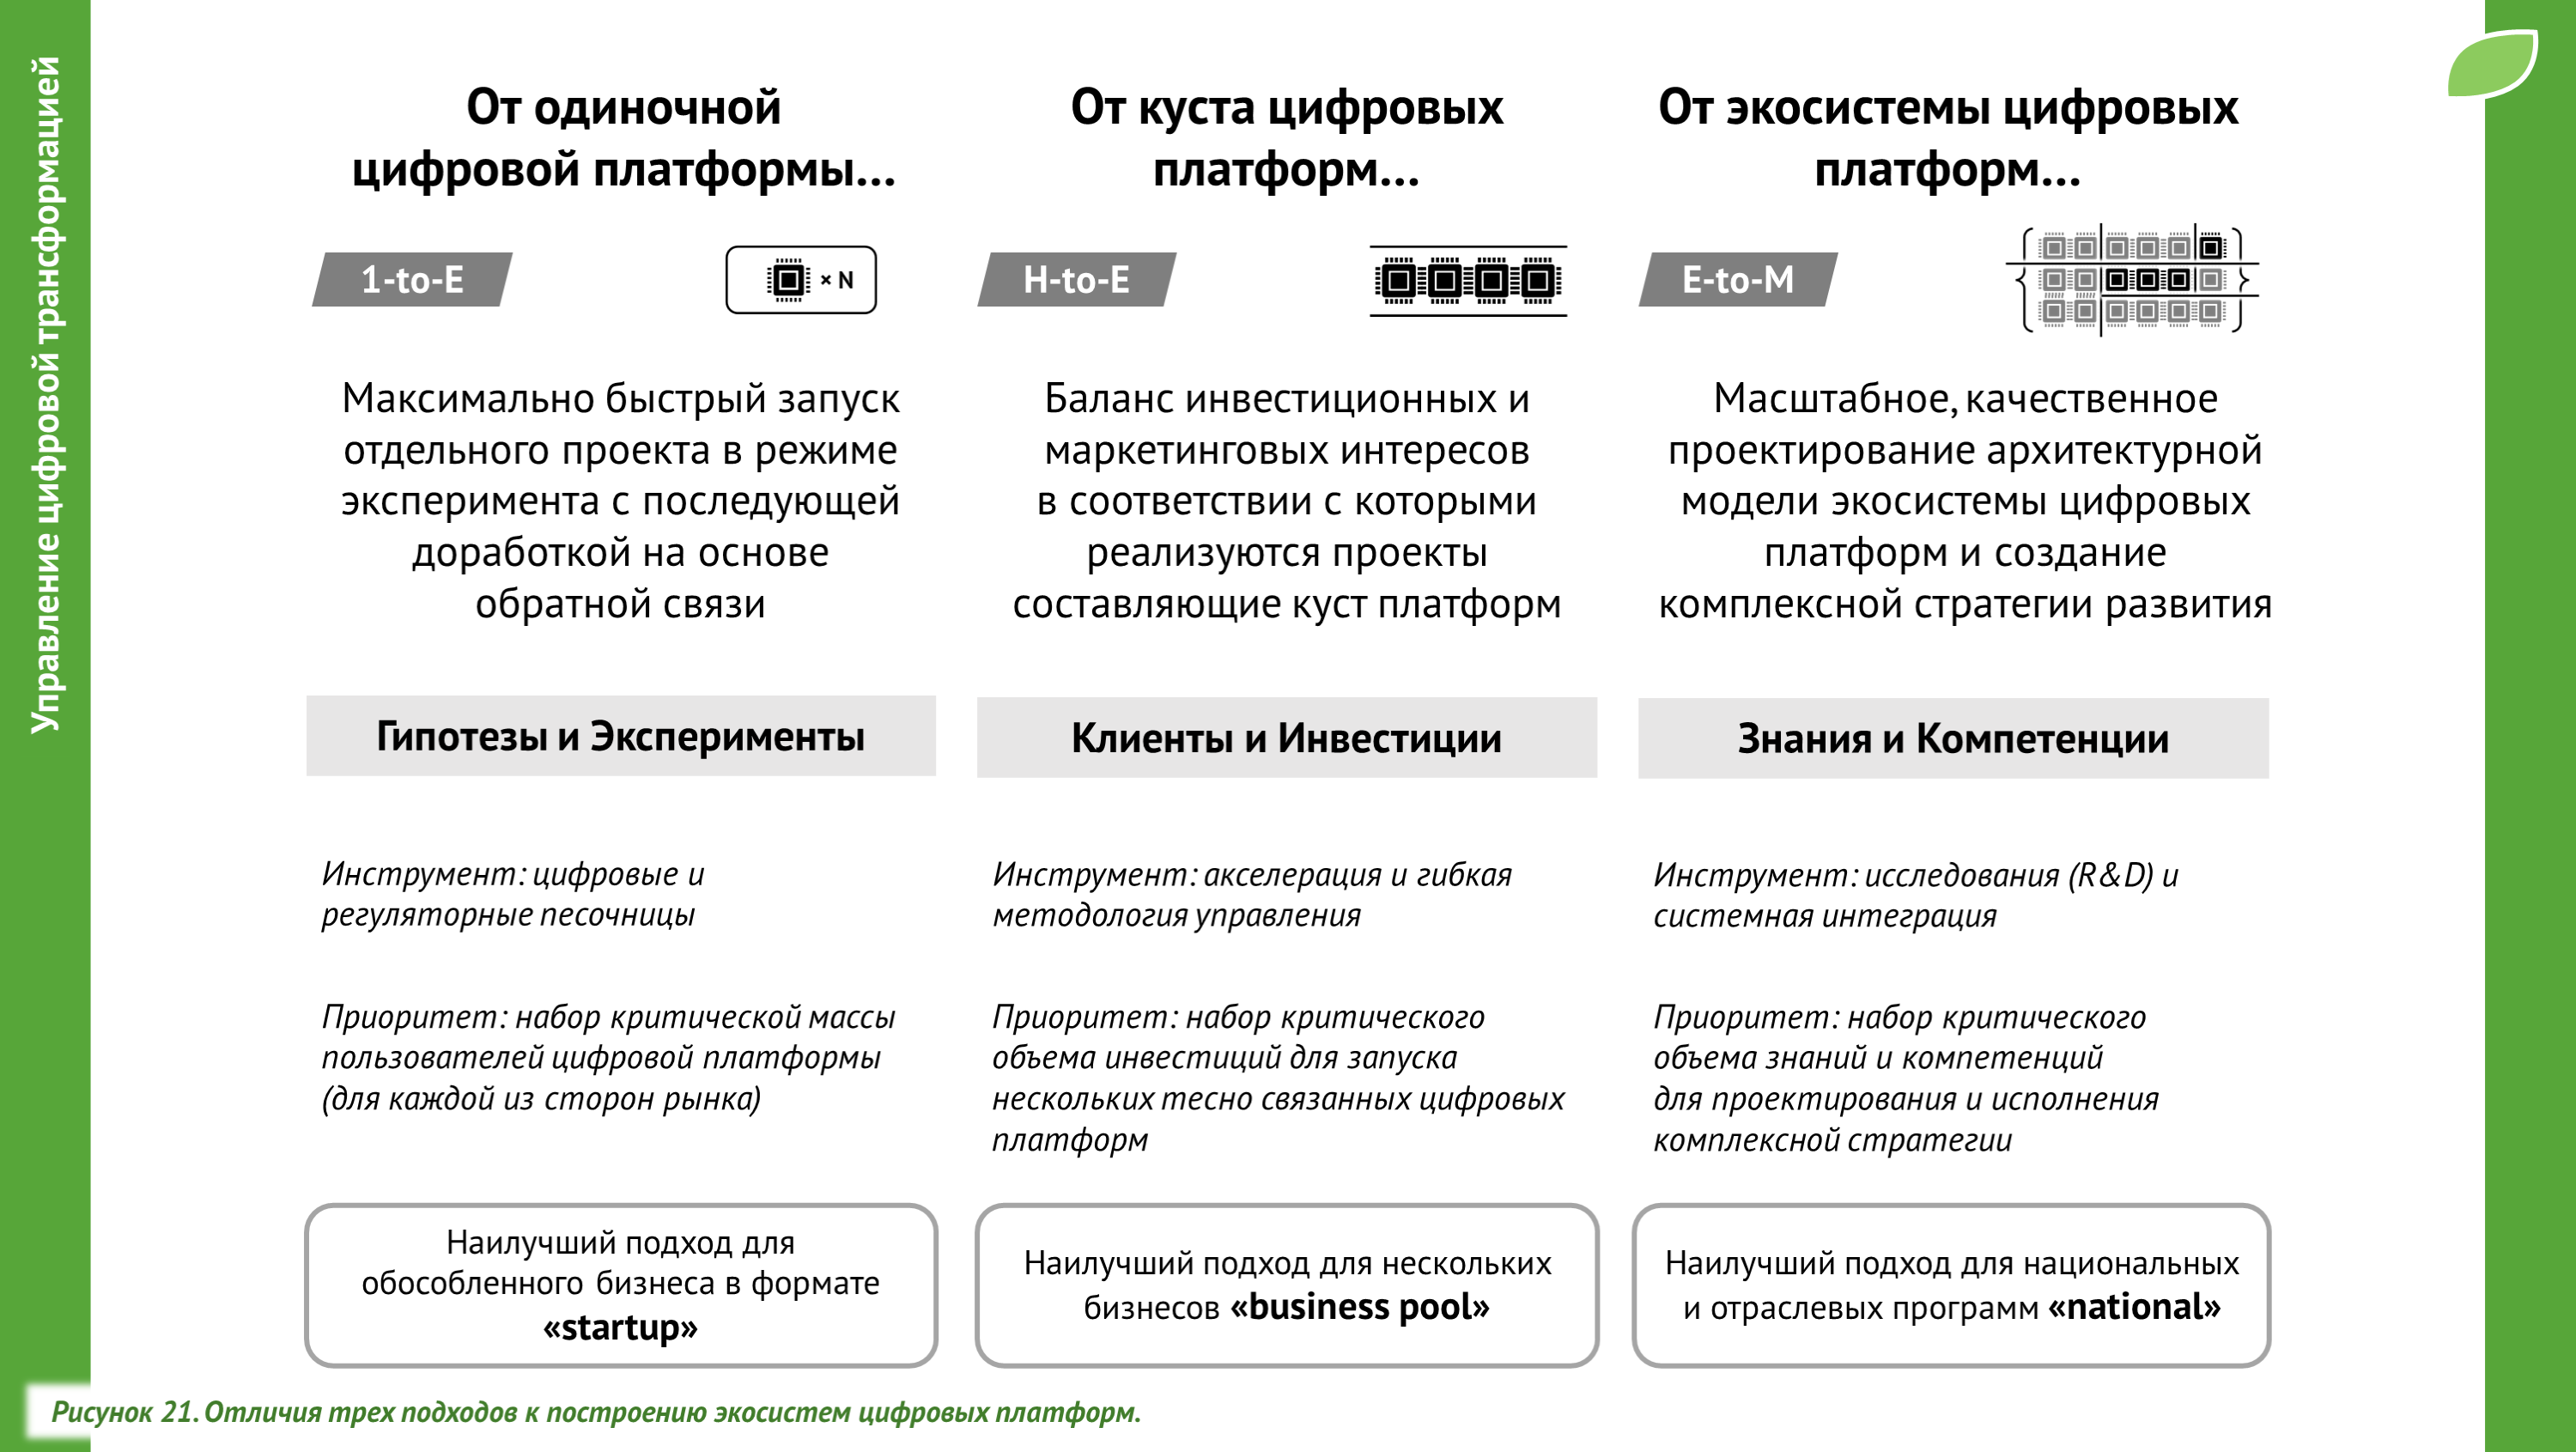 Управление цифровой трансформацией
От одиночной
цифровой платформы...
1-to-E
× N
Максимально быстрый запуск
отдельного проекта в режиме
эксперимента с последующей
доработкой на основе
обратной связи
Гипотезы и Эксперименты
Инструмент: цифровые и
регуляторные песочницы
Приоритет: набор критической массы
пользователей цифровой платформы
(для каждой из сторон рынка)
Наилучший подход для
обособленного бизнеса в формате
«startup»
От куста цифровых
платформ...
H-to-E
Баланс инвестиционных и
маркетинговых интересов
в соответствии с которыми
реализуются проекты
составляющие куст платформ
Клиенты и Инвестиции
Инструмент: акселерация и гибкая
методология управления
Приоритет: набор критического
объема инвестиций для запуска
нескольких тесно связанных цифровых
платформ
Наилучший подход для нескольких
бизнесов «business pool»
От экосистемы цифровых
платформ...
E-to-M
Масштабное, качественное
проектирование архитектурной
модели экосистемы цифровых
платформ и создание
комплексной стратегии развития
Знания и Компетенции
Инструмент: исследования (R&D) и
системная интеграция
Приоритет: набор критического
объема знаний и компетенций
для проектирования и исполнения
комплексной стратегии
Наилучший подход для национальных
и отраслевых программ «national»
Рисунок 21. Отличия трех подходов к построению экосистем цифровых платформ.